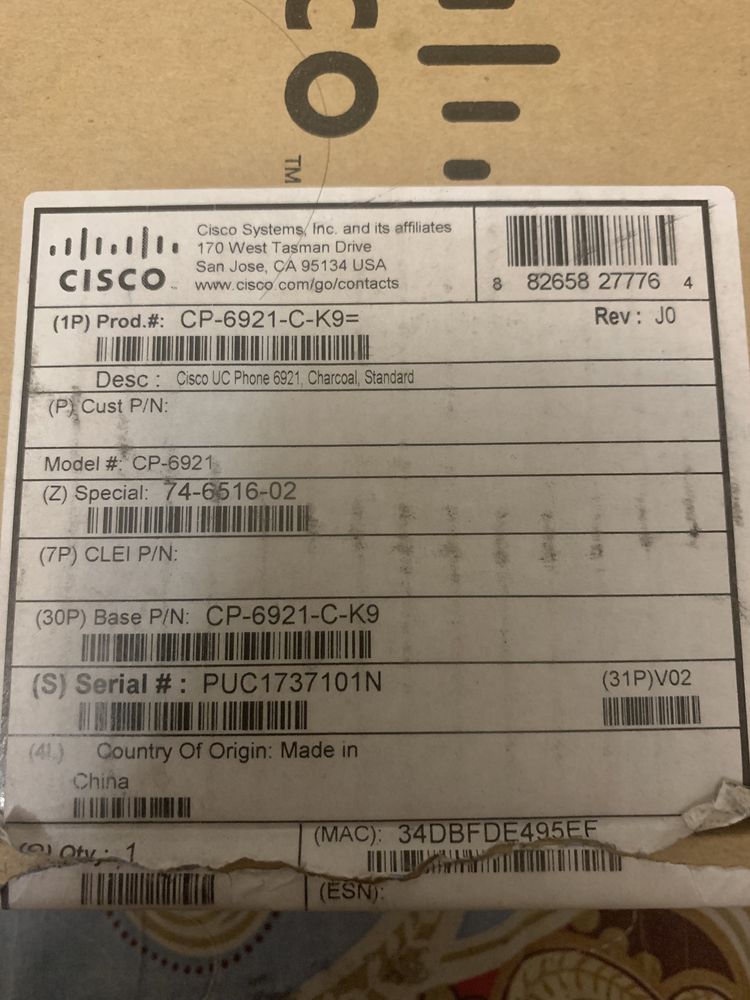 CO
TM
CISCO
Cisco Systems, Inc. and its affiliates
170 West Tasman Drive
San Jose, CA 95134 USA
www.cisco.com/go/contacts
8 82658 27776 4
(1P) Prod.#: CP-6921-C-K9=
Rev: J0
Desc : Cisco UC Phone 6921, Charcoal, Standard
(P) Cust P/N:
Model #: CP-6921
(Z) Special: 74-6516-02
(7P) CLEI P/N:
(30P) Base P/N: CP-6921-C-K9
(S) Serial # : PUC1737101N
(31P)V02
(4L) Country Of Origin: Made in
China
(Q) Qty : 1
(MAC): 34DBFDE495EF
(ESN):